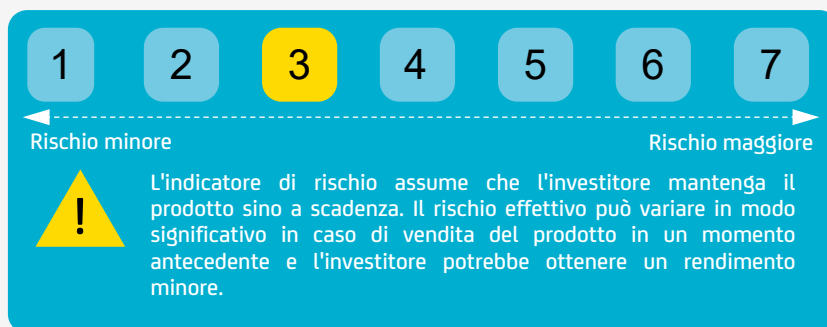 1 2 3 4 5 6 7
Rischio minore Rischio maggiore
! L'indicatore di rischio assume che l'investitore mantenga il
prodotto sino a scadenza. Il rischio effettivo può variare in modo
significativo in caso di vendita del prodotto in un momento
antecedente e l'investitore potrebbe ottenere un rendimento
minore.